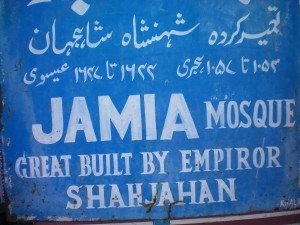 تعمیر کردہ شہنشاہ شاہجہان
۱۰۵۳ تا ۱۰۵۷ ہجری ۱۶۴۴ تا ۱۶۴۷ عیسوی
JAMIA MOSQUE
GREAT BUILT BY EMPIROR
SHAHJAHAN